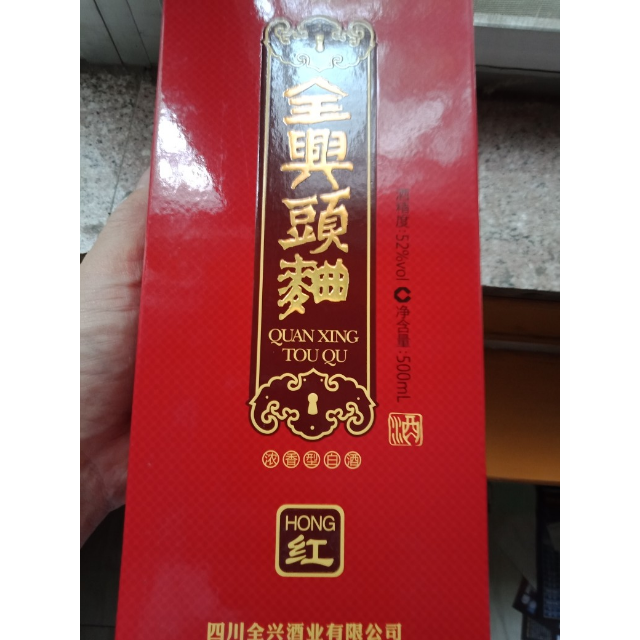 全興頭麯
QUAN XING
TOU QU
酒精度:52%vol 净含量:500mL
酒
浓香型白酒
HONG
红
四川全兴酒业有限公司